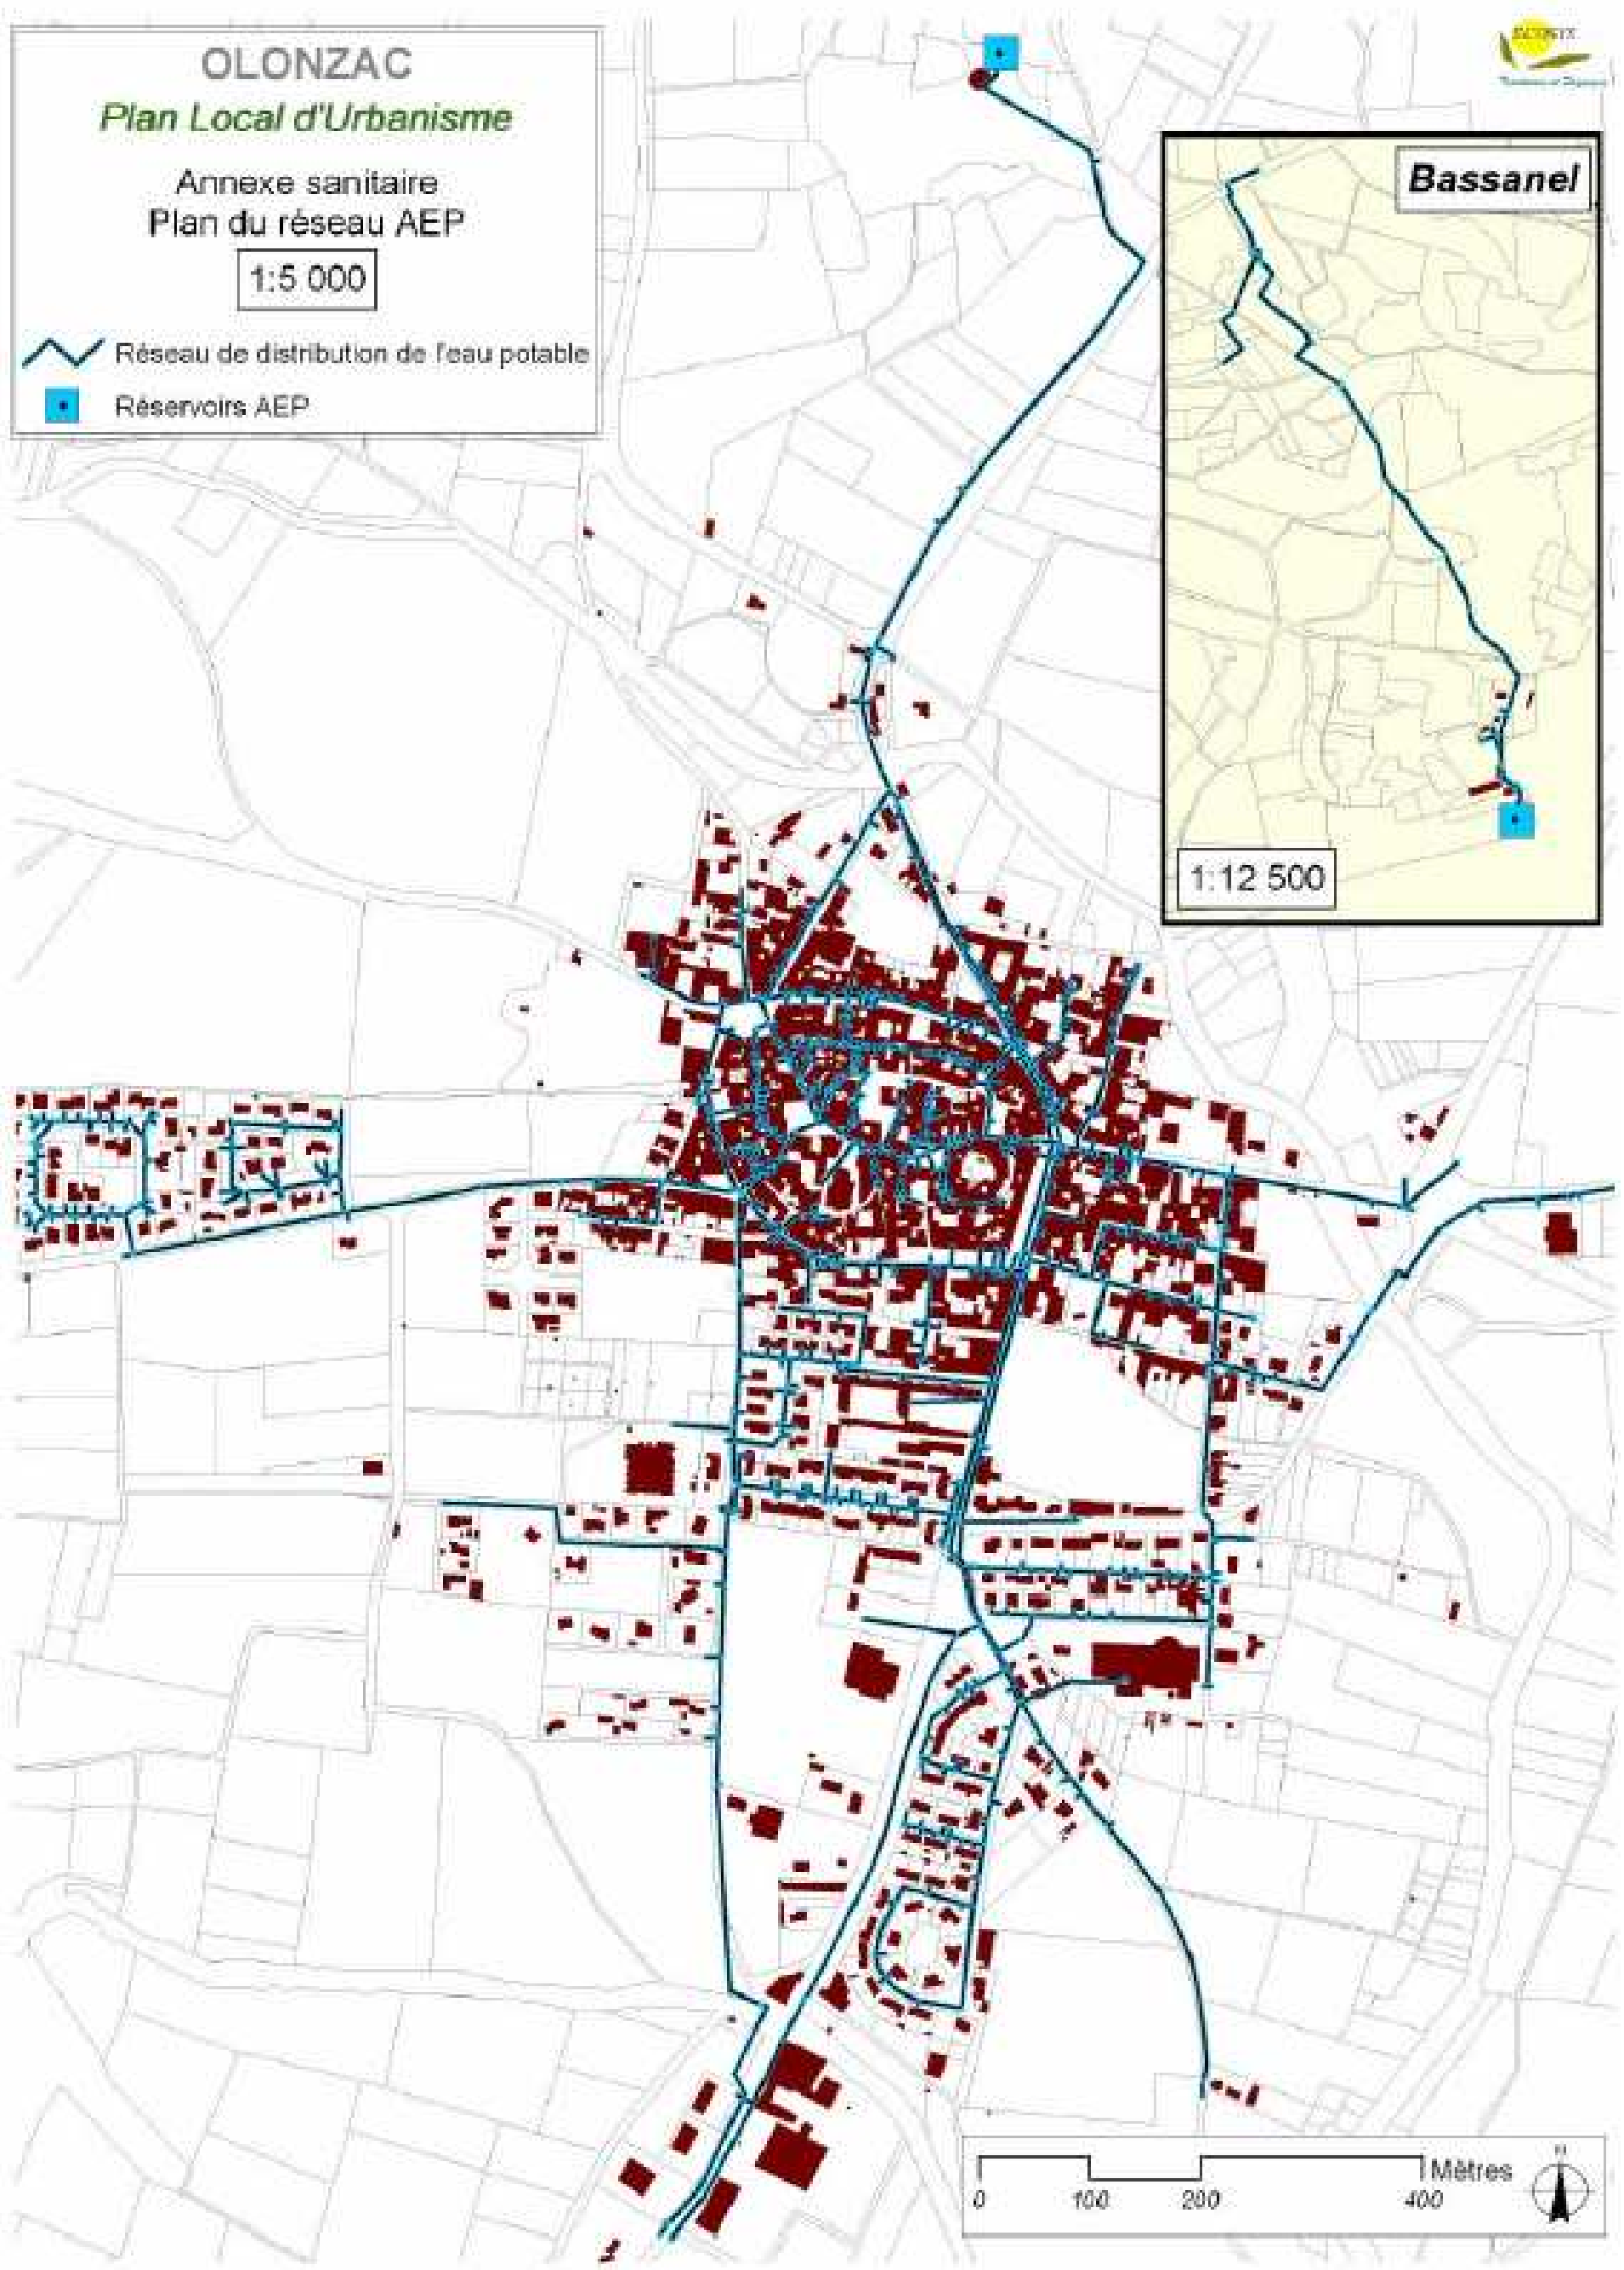 OLONZAC
Plan Local d'Urbanisme
Annexe sanitaire
Plan du réseau AEP
1:5 000
Réseau de distribution de l'eau potable
Réservoirs AEP
Bassanel
1:12 500
Mètres
0 100 200 400
N